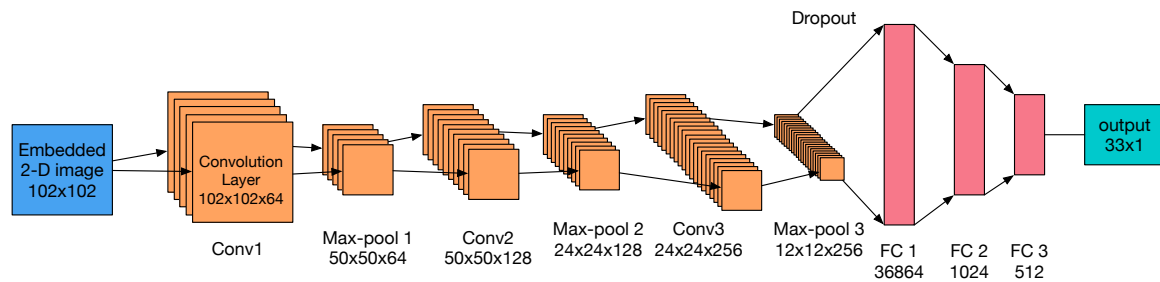 Dropout
Embedded
2-D image
102x102
Convolution
Layer
102x102x64
output
33x1
Conv1
Max-pool 1
50x50x64
Conv2
50x50x128
Max-pool 2
24x24x128
Conv3
24x24x256
Max-pool 3
12x12x256
FC 1
36864
FC 2
1024
FC 3
512